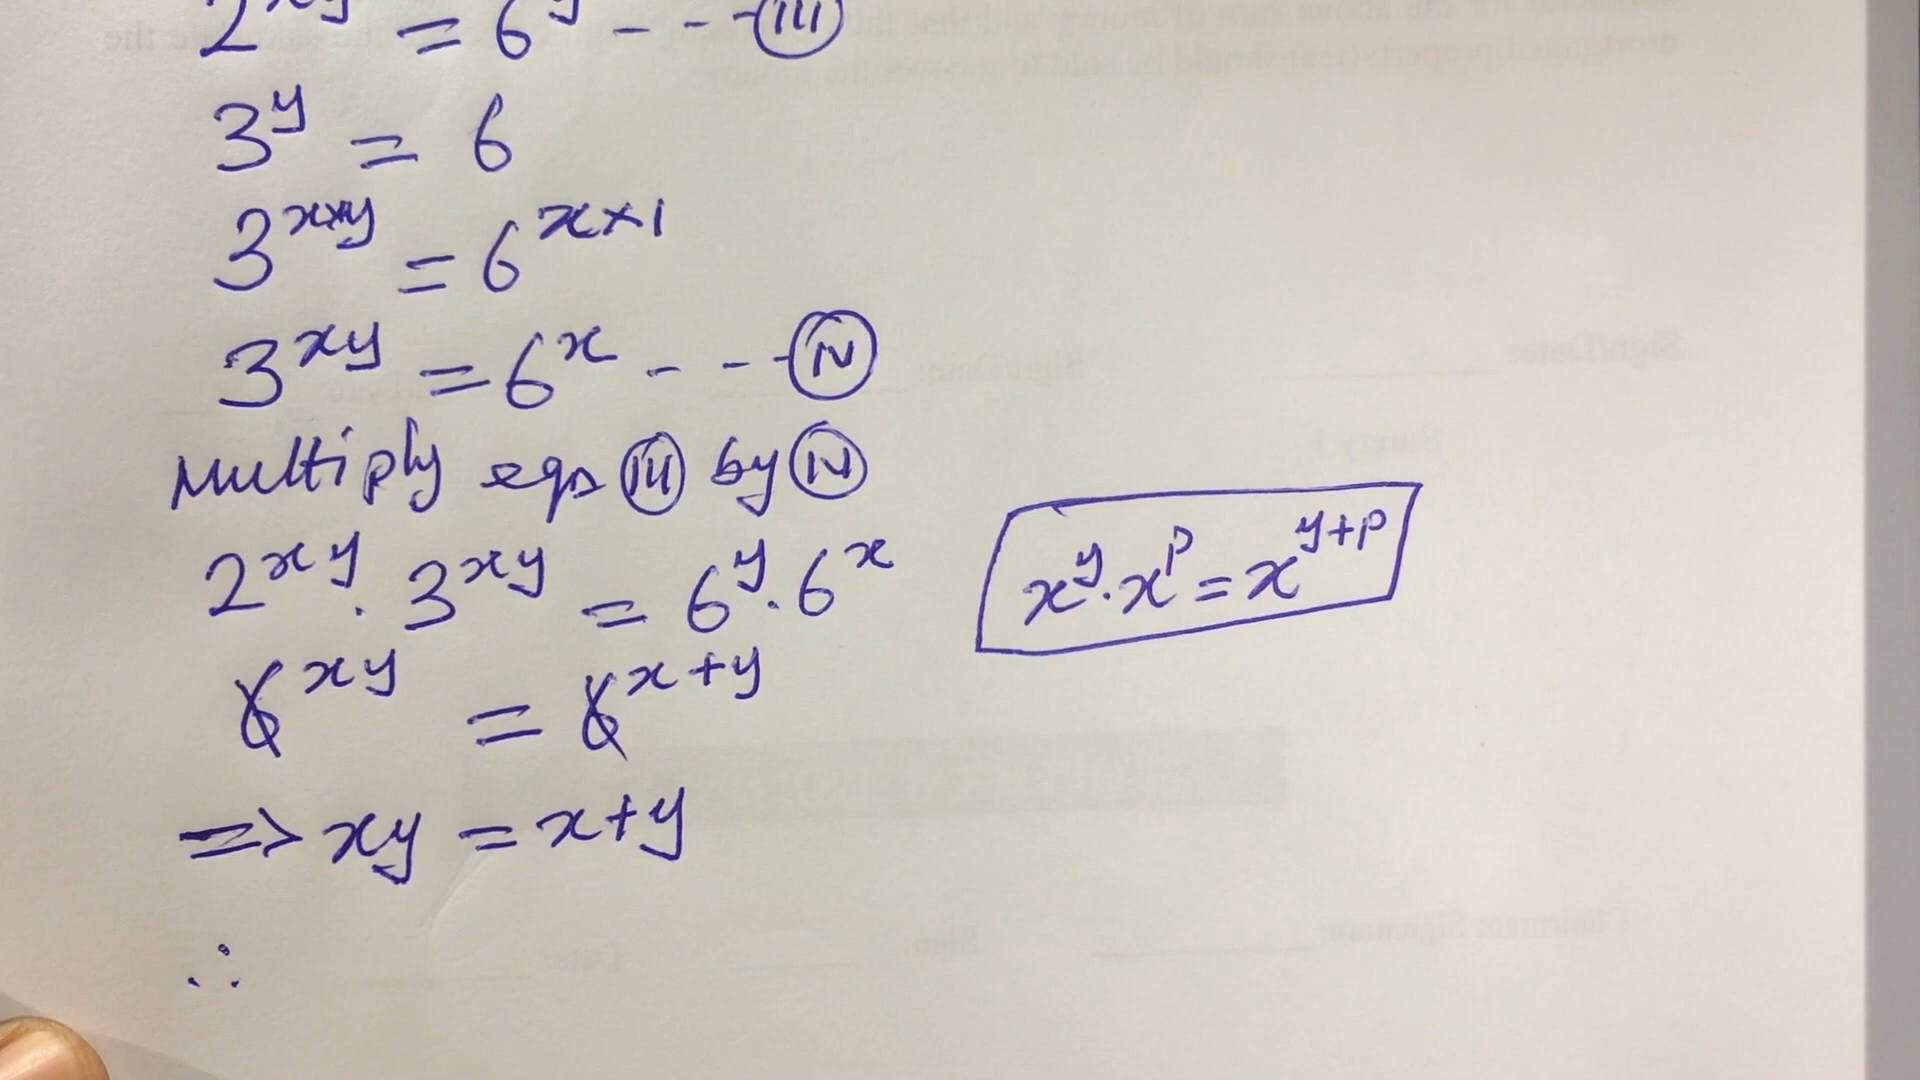 2^xy = 6^y - - (III)
3^y = 6
3^x×y = 6^x×1
3^xy = 6^x - - - (IV)
Multiply eqn (III) by (IV)
2^xy . 3^xy = 6^y . 6^x
x^y . x^p = x^y+p
6^xy = 6^x+y
=> xy = x+y
∴